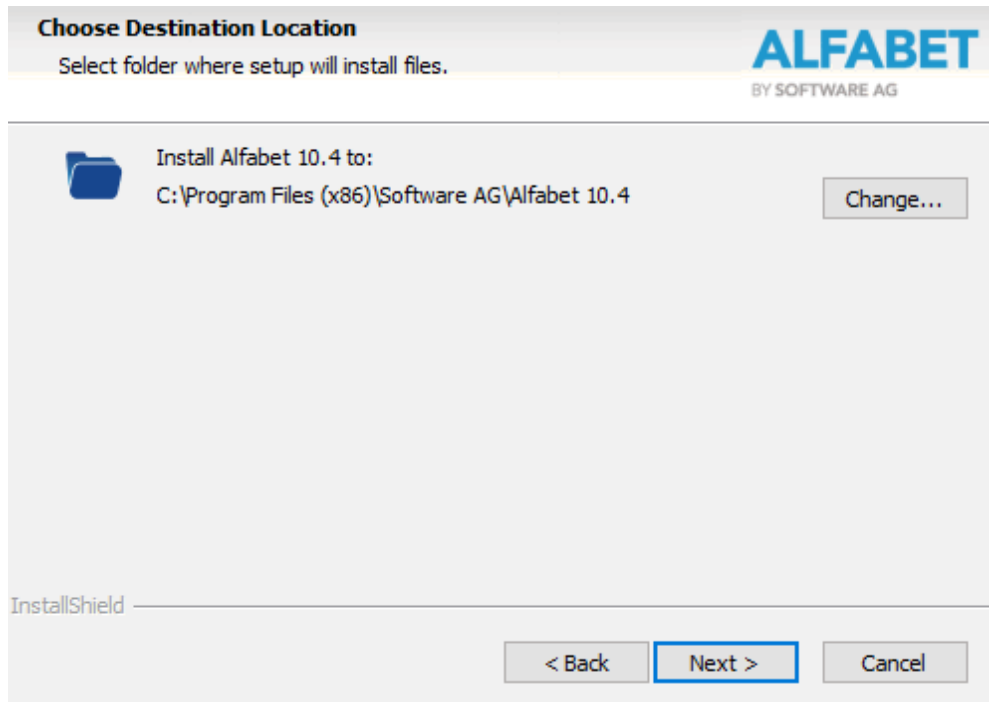 Choose Destination Location
Select folder where setup will install files.
ALFABET
BY SOFTWARE AG
Install Alfabet 10.4 to:
C:\Program Files (x86)\Software AG\Alfabet 10.4
Change...
InstallShield
< Back
Next >
Cancel